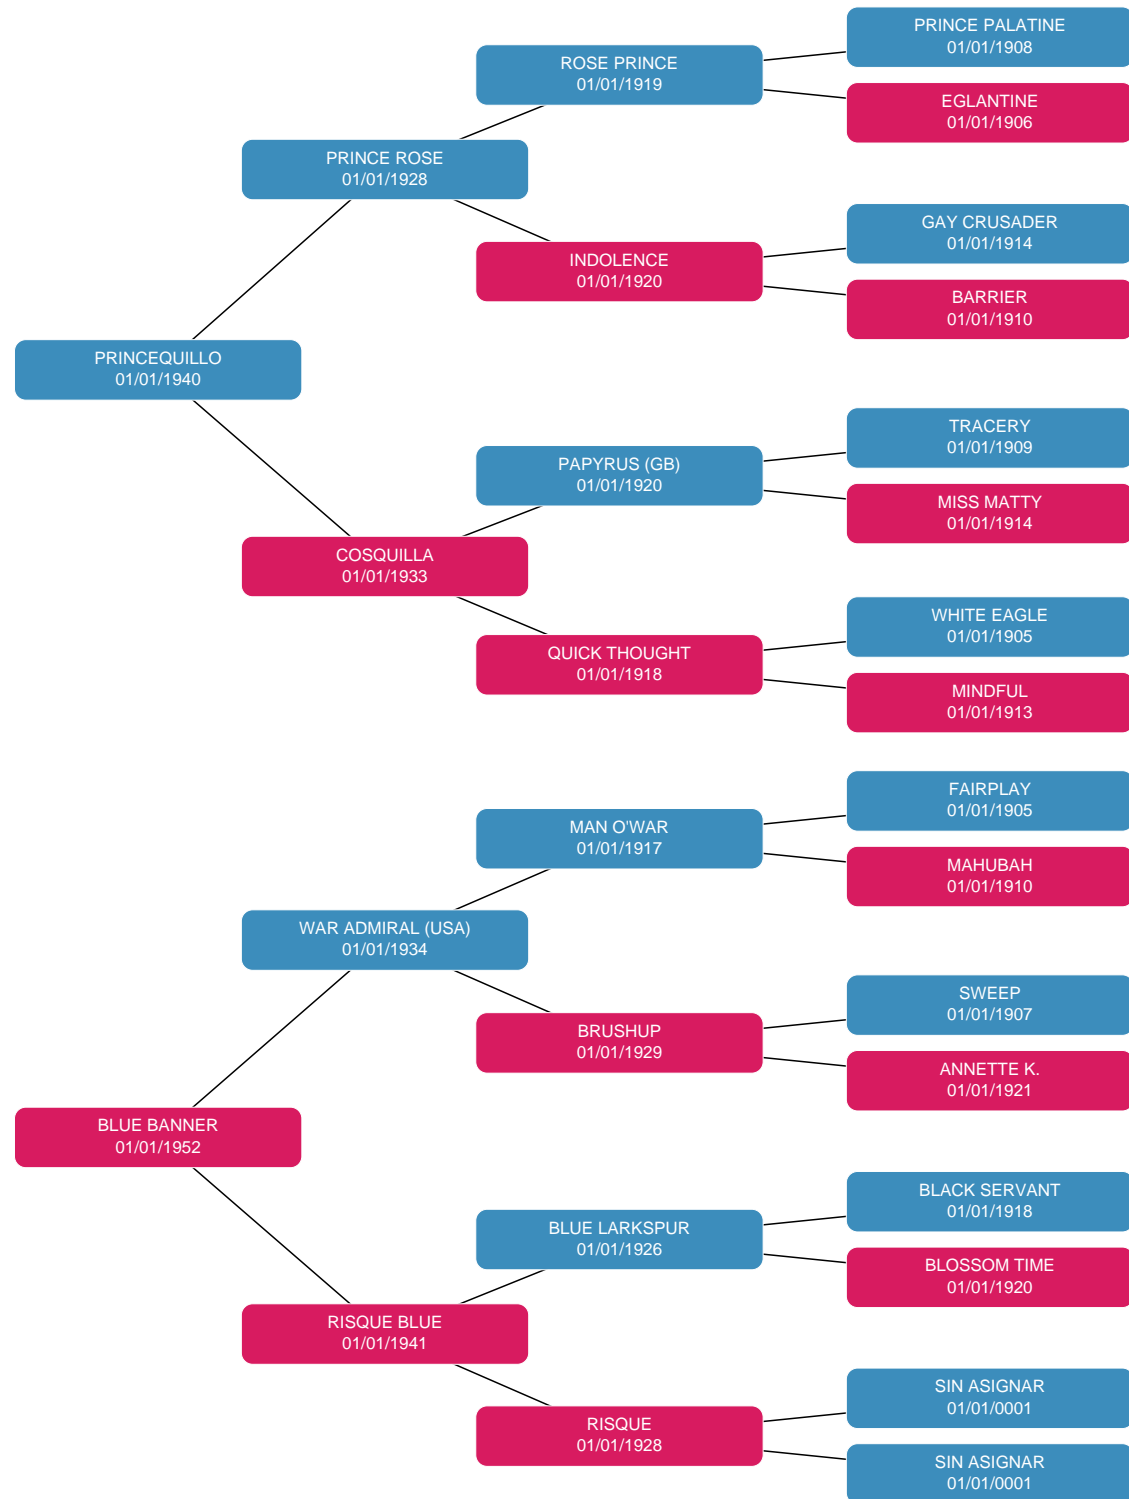 PRINCE PALATINE
01/01/1908
ROSE PRINCE
01/01/1919
EGLANTINE
01/01/1906
PRINCE ROSE
01/01/1928
GAY CRUSADER
01/01/1914
INDOLENCE
01/01/1920
BARRIER
01/01/1910
PRINCEQUILLO
01/01/1940
TRACERY
01/01/1909
PAPYRUS (GB)
01/01/1920
MISS MATTY
01/01/1914
COSQUILLA
01/01/1933
WHITE EAGLE
01/01/1905
QUICK THOUGHT
01/01/1918
MINDFUL
01/01/1913
FAIRPLAY
01/01/1905
MAN O'WAR
01/01/1917
MAHUBAH
01/01/1910
WAR ADMIRAL (USA)
01/01/1934
SWEEP
01/01/1907
BRUSHUP
01/01/1929
ANNETTE K.
01/01/1921
BLUE BANNER
01/01/1952
BLACK SERVANT
01/01/1918
BLUE LARKSPUR
01/01/1926
BLOSSOM TIME
01/01/1920
RISQUE BLUE
01/01/1941
SIN ASIGNAR
01/01/0001
RISQUE
01/01/1928
SIN ASIGNAR
01/01/0001